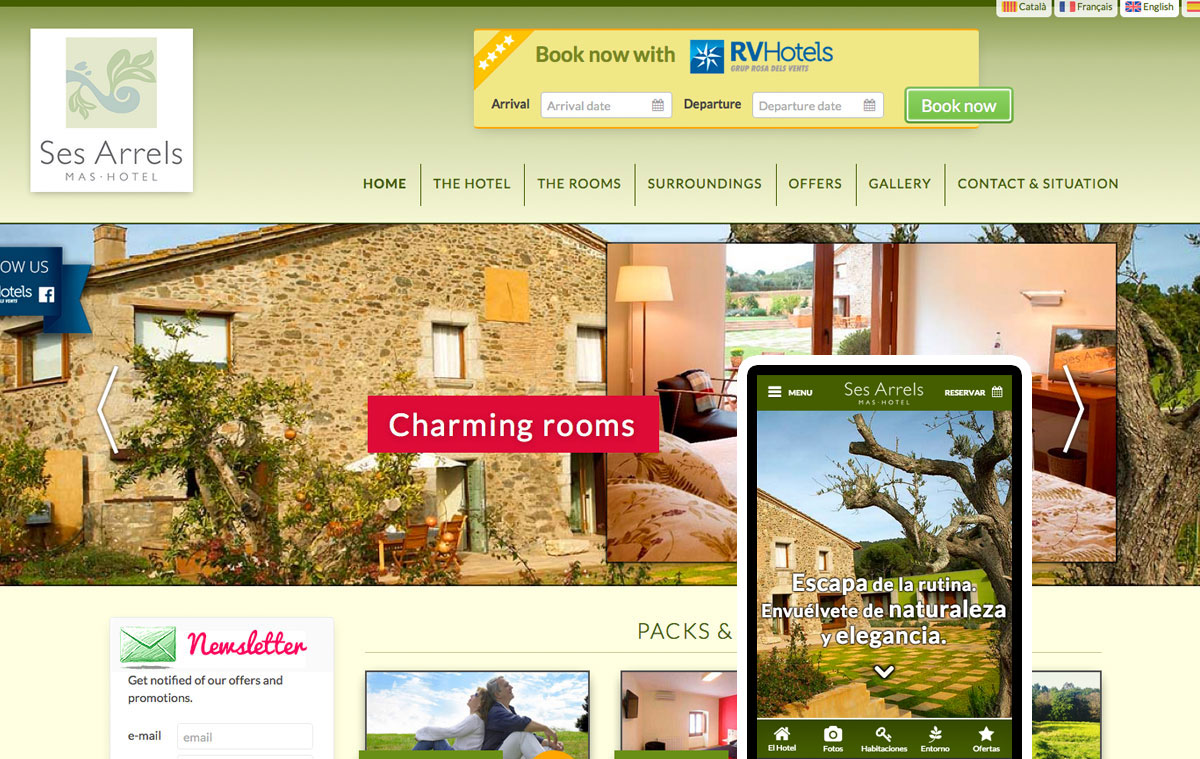 Català Français English
Book now with RVHotels
GRUP ROSA DELS VENTS
Arrival Arrival date Departure Departure date Book now
Ses Arrels
MAS·HOTEL
HOME THE HOTEL THE ROOMS SURROUNDINGS OFFERS GALLERY CONTACT & SITUATION
OW US
otels
ELS VENTS
Charming rooms
MENU Ses Arrels RESERVAR
MAS·HOTEL
Escapa de la rutina.
Envuélvete de naturaleza
y elegancia.
El Hotel Fotos Habitaciones Entorno Ofertas
PACKS &
Newsletter
Get notified of our offers and
promotions.
e-mail email